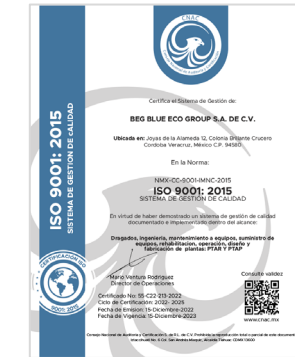 CNAC
Certifica el Sistema de Gestión de:
BEG BLUE ECO GROUP S.A. DE C.V.
Ubicada en: Joyas de la Alameda 12, Colonia Brillante Crucero
Cordoba Veracruz, México C.P. 94580
En la Norma:
NMX-CC-9001-IMNC-2015
ISO 9001: 2015
SISTEMA DE GESTIÓN DE CALIDAD
En virtud de haber demostrado un sistema de gestión de calidad
documentado e implementado dentro del alcance:
Dragados, ingeniería, mantenimiento a equipos, suministro de
equipos, rehabilitacion, operación, diseño y
fabricación de plantas: PTAR Y PTAP
Mario Ventura Rodríguez
Director de Operaciones
Certificado No: 55-C22 213-2022
Ciclo de Certificación: 2022- 2025
Fecha de Emisión: 15-Diciembre-2022
Fecha de Vigencia: 15-Diciembre-2023
Consulte validez
www.cnac.mx
ISO 9001: 2015
SISTEMA DE GESTIÓN DE CALIDAD
CERTIFICACIÓN ISO
9001: 2015